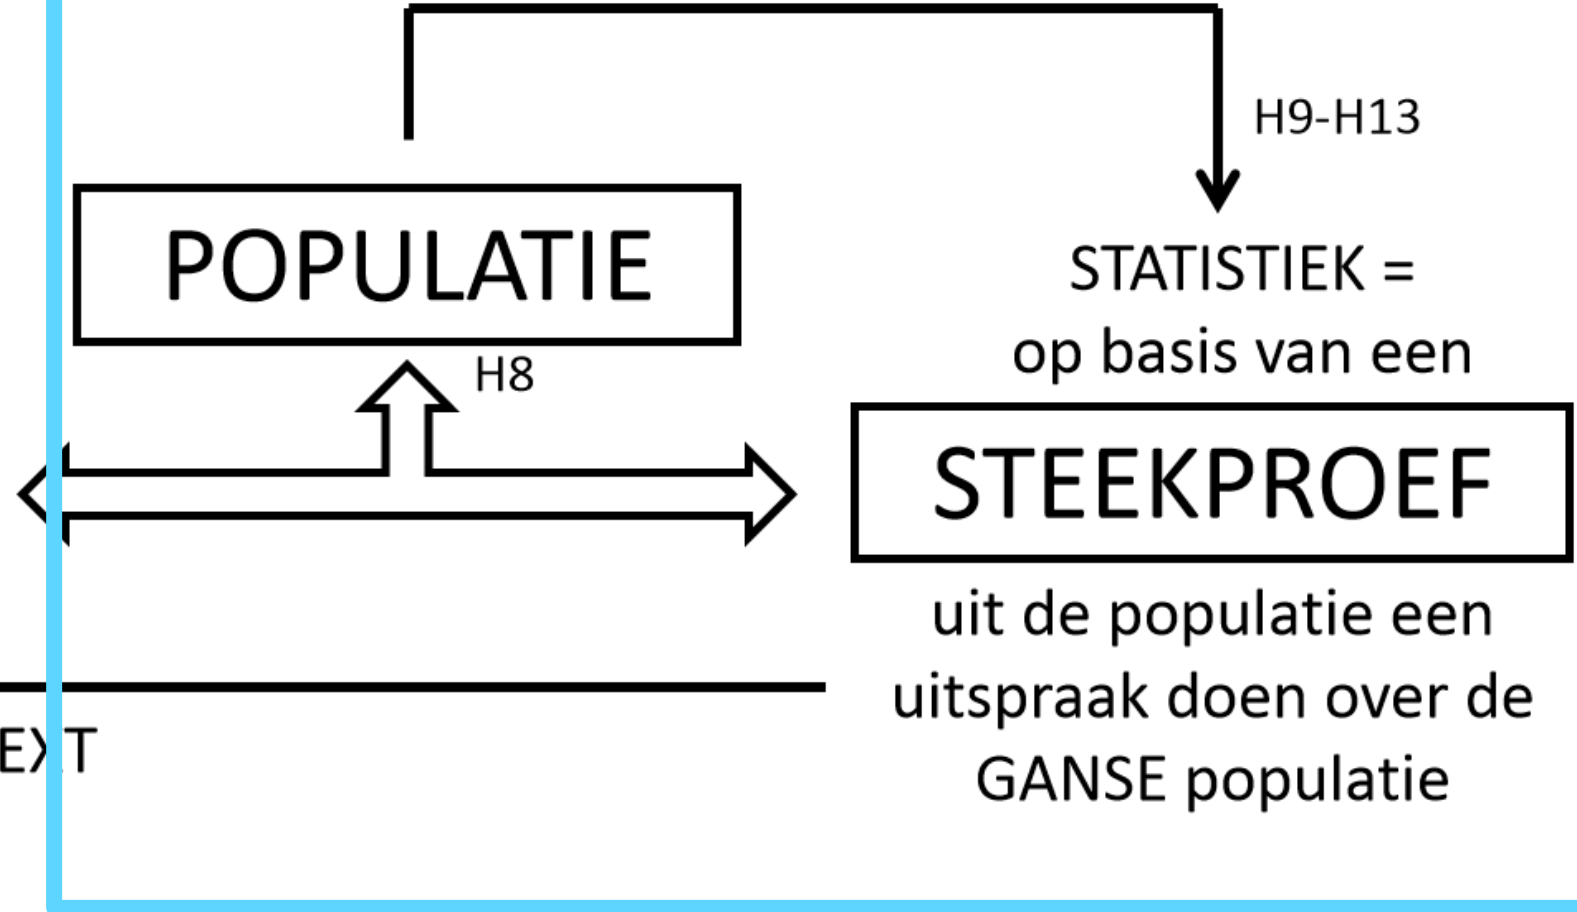 H9-H13
POPULATIE
STATISTIEK =
op basis van een
H8
STEEKPROEF
uit de populatie een
uitspraak doen over de
GANSE populatie
EXT